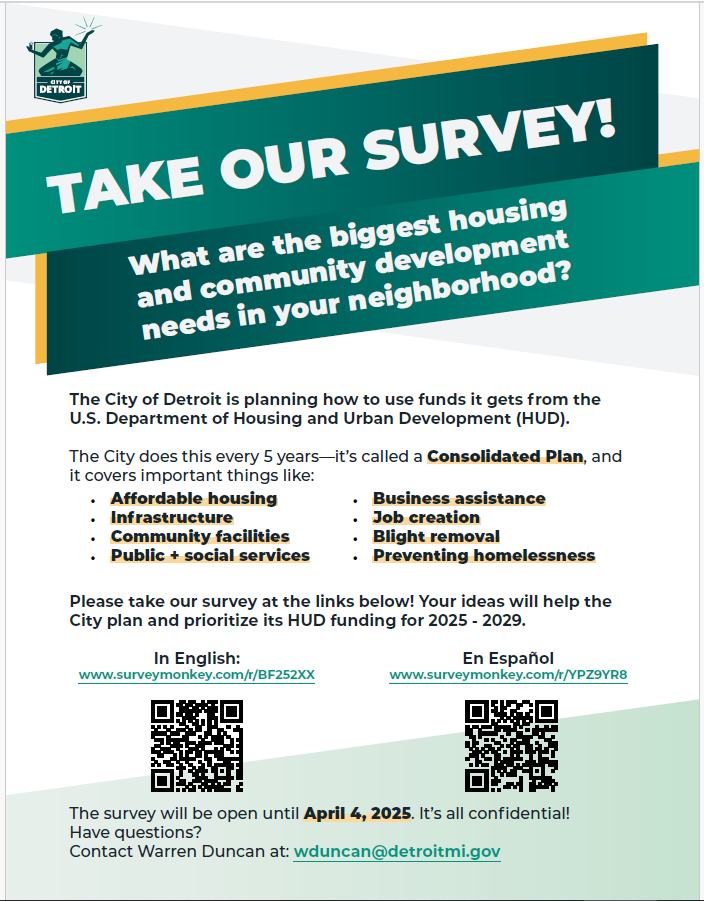 CITY OF
DETROIT
TAKE OUR SURVEY!
What are the biggest housing
and community development
needs in your neighborhood?
The City of Detroit is planning how to use funds it gets from the
U.S. Department of Housing and Urban Development (HUD).
The City does this every 5 years—it's called a Consolidated Plan, and
it covers important things like:
• Affordable housing
• Infrastructure
• Community facilities
• Public + social services
• Business assistance
• Job creation
• Blight removal
• Preventing homelessness
Please take our survey at the links below! Your ideas will help the
City plan and prioritize its HUD funding for 2025 - 2029.
In English:
www.surveymonkey.com/r/BF252XX
En Español
www.surveymonkey.com/r/YPZ9YR8
The survey will be open until April 4, 2025. It's all confidential!
Have questions?
Contact Warren Duncan at: wduncan@detroitmi.gov